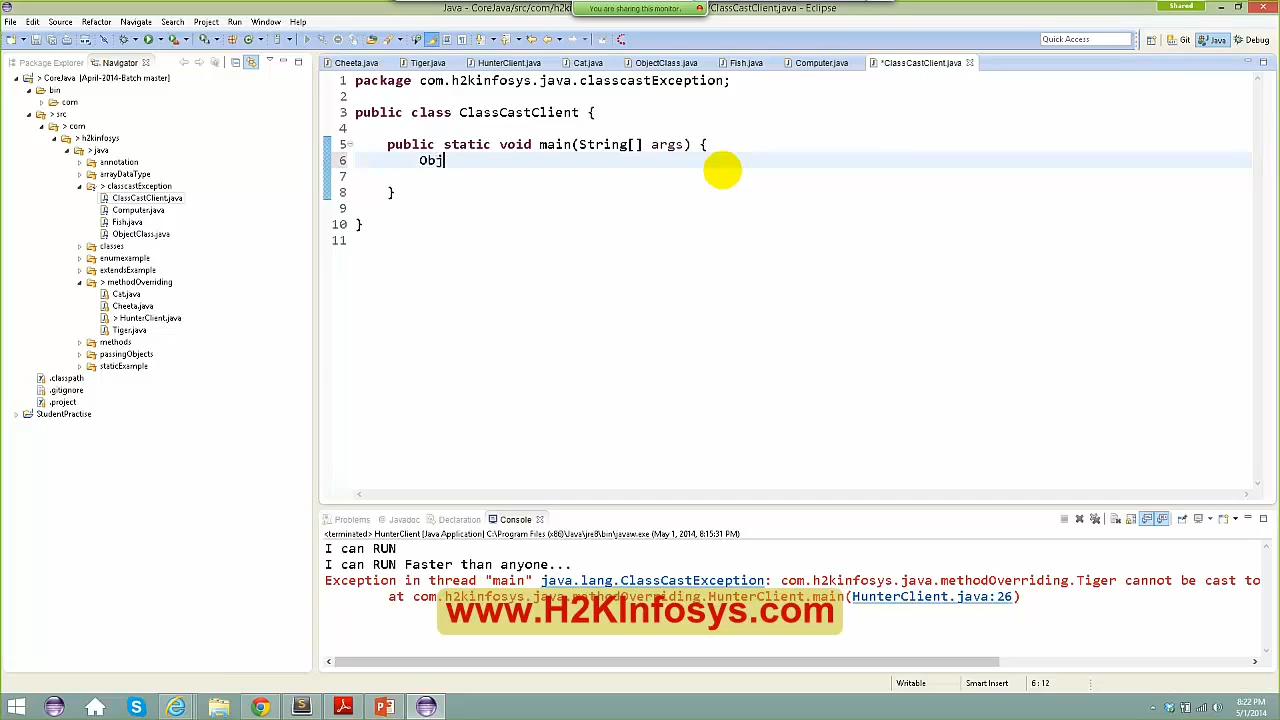 Java - CoreJava/src/com/h2ki
You are sharing this monitor.
ClassCastClient.java - Eclipse
Shared
File Edit Source Refactor Navigate Search Project Run Window Help
Quick Access
Git Java Debug
Package Explorer Navigator
> CoreJava [April-2014-Batch master]
bin
com
> src
> com
> h2kinfosys
> java
annotation
arrayDataType
> classcastException
ClassCastClient.java
Computer.java
Fish.java
ObjectClass.java
classes
enumexample
extendsExample
> methodOverriding
Cat.java
Cheeta.java
> HunterClient.java
Tiger.java
methods
passingObjects
staticExample
.classpath
.gitignore
.project
StudentPractise
Cheeta.java Tiger.java HunterClient.java Cat.java ObjectClass.java Fish.java Computer.java *ClassCastClient.java
1 package com.h2kinfosys.java.classcastException;
2
3 public class ClassCastClient {
4
5 public static void main(String[] args) {
6 Obj
7
8 }
9
10 }
11
Problems Javadoc Declaration Console
<terminated> HunterClient [Java Application] C:\Program Files (x86)\Java\jre8\bin\javaw.exe (May 1, 2014, 8:15:31 PM)
I can RUN
I can RUN Faster than anyone...
Exception in thread "main" java.lang.ClassCastException: com.h2kinfosys.java.methodOverriding.Tiger cannot be cast to
at com.h2kinfosys.java.methodOverriding.HunterClient.main(HunterClient.java:26)
www.H2KInfosys.com
Writable Smart Insert 6 : 12
8:22 PM
5/1/2014